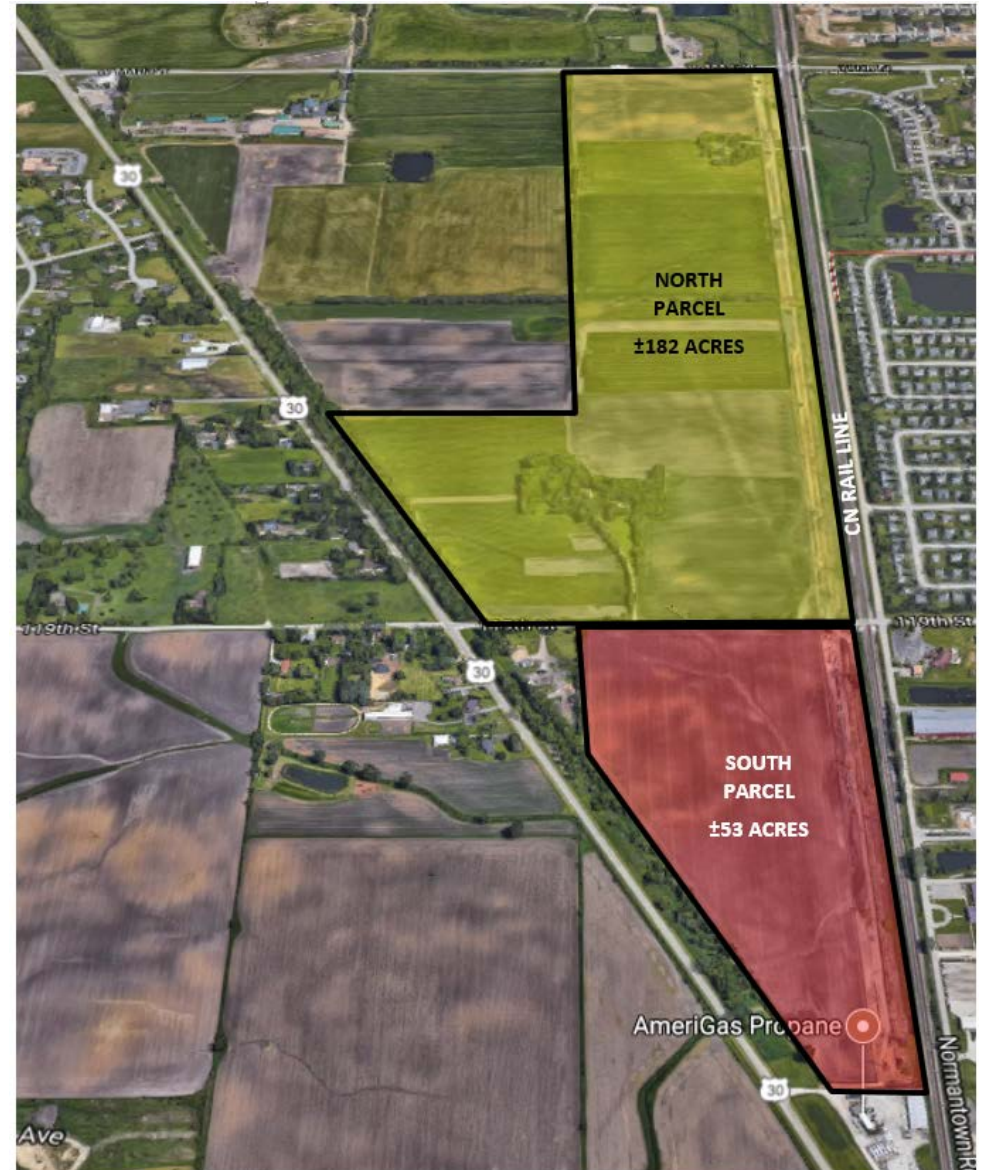 30
NORTH
PARCEL
±182 ACRES
30
CN RAIL LINE
119th St
119th St
30
SOUTH
PARCEL
±53 ACRES
AmeriGas Propane
30
Normantown R
Ave